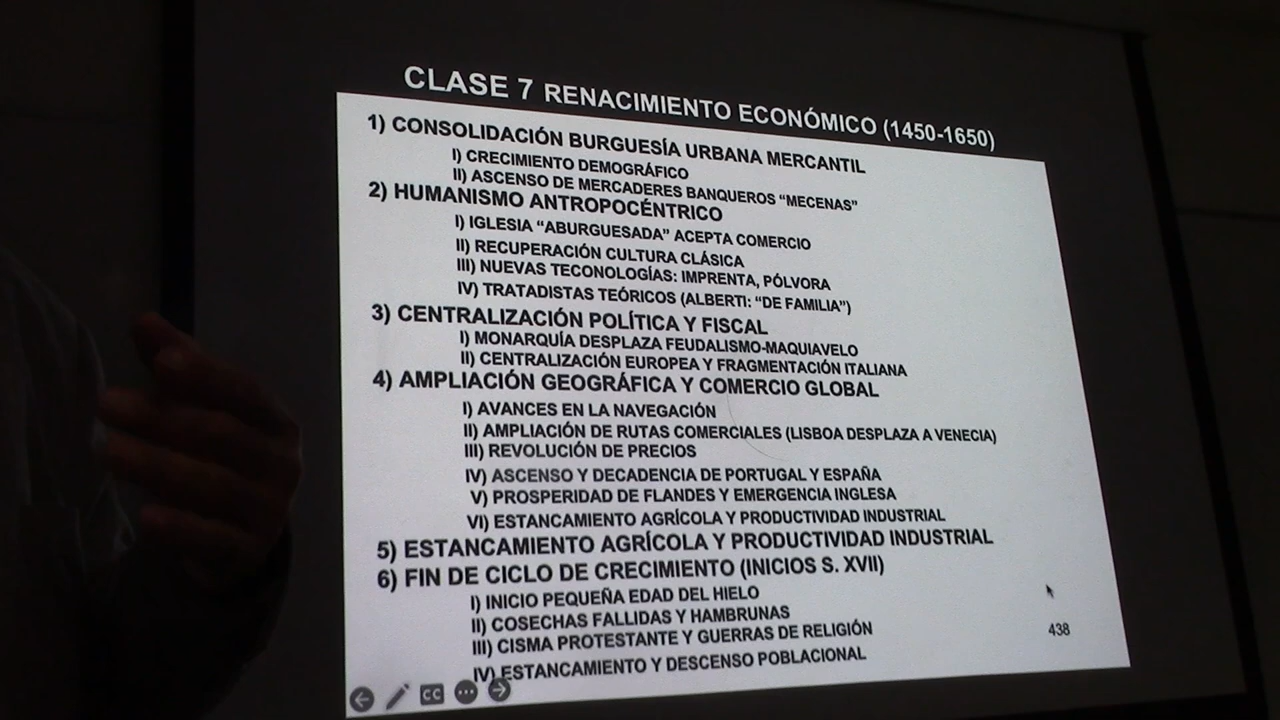 CLASE 7 RENACIMIENTO ECONÓMICO (1450-1650)
1) CONSOLIDACIÓN BURGUESÍA URBANA MERCANTIL
I) CRECIMIENTO DEMOGRÁFICO
II) ASCENSO DE MERCADERES BANQUEROS “MECENAS”
2) HUMANISMO ANTROPOCÉNTRICO
I) IGLESIA “ABURGUESADA” ACEPTA COMERCIO
II) RECUPERACIÓN CULTURA CLÁSICA
III) NUEVAS TECONOLOGÍAS: IMPRENTA, PÓLVORA
IV) TRATADISTAS TEÓRICOS (ALBERTI: “DE FAMILIA”)
3) CENTRALIZACIÓN POLÍTICA Y FISCAL
I) MONARQUÍA DESPLAZA FEUDALISMO-MAQUIAVELO
II) CENTRALIZACIÓN EUROPEA Y FRAGMENTACIÓN ITALIANA
4) AMPLIACIÓN GEOGRÁFICA Y COMERCIO GLOBAL
I) AVANCES EN LA NAVEGACIÓN
II) AMPLIACIÓN DE RUTAS COMERCIALES (LISBOA DESPLAZA A VENECIA)
III) REVOLUCIÓN DE PRECIOS
IV) ASCENSO Y DECADENCIA DE PORTUGAL Y ESPAÑA
V) PROSPERIDAD DE FLANDES Y EMERGENCIA INGLESA
VI) ESTANCAMIENTO AGRÍCOLA Y PRODUCTIVIDAD INDUSTRIAL
5) ESTANCAMIENTO AGRÍCOLA Y PRODUCTIVIDAD INDUSTRIAL
6) FIN DE CICLO DE CRECIMIENTO (INICIOS S. XVII)
I) INICIO PEQUEÑA EDAD DEL HIELO
II) COSECHAS FALLIDAS Y HAMBRUNAS
III) CISMA PROTESTANTE Y GUERRAS DE RELIGIÓN
IV) ESTANCAMIENTO Y DESCENSO POBLACIONAL
438
CC